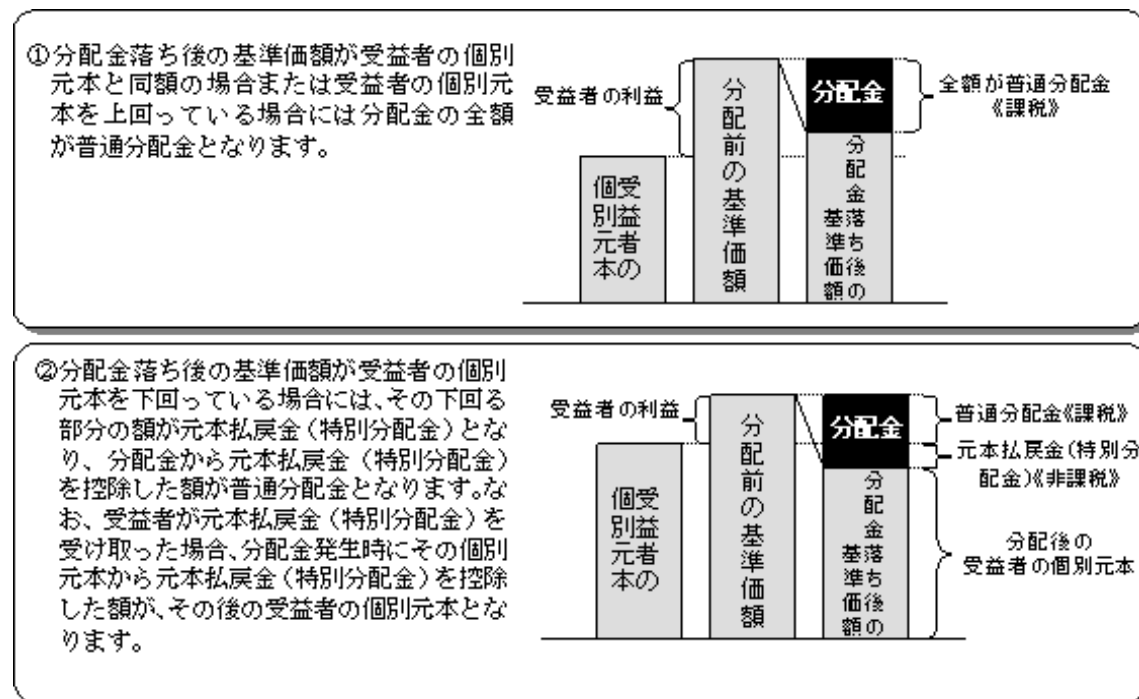 ①分配金落ち後の基準価額が受益者の個別
元本と同額の場合または受益者の個別元
本を上回っている場合には分配金の全額
が普通分配金となります。
受益者の利益
受益者の
個別元本
分配前の基準価額
分配金
分配金落ち後の
基準価額
全額が普通分配金
《課税》
②分配金落ち後の基準価額が受益者の個別
元本を下回っている場合には、その下回る
部分の額が元本払戻金（特別分配金）とな
り、分配金から元本払戻金（特別分配金）
を控除した額が普通分配金となります。な
お、受益者が元本払戻金（特別分配金）を
受け取った場合、分配金発生時にその個別
元本から元本払戻金（特別分配金）を控除
した額が、その後の受益者の個別元本とな
ります。
受益者の利益
受益者の
個別元本
分配前の基準価額
分配金
分配金落ち後の
基準価額
普通分配金《課税》
元本払戻金(特別分
配金)《非課税》
分配後の
受益者の個別元本